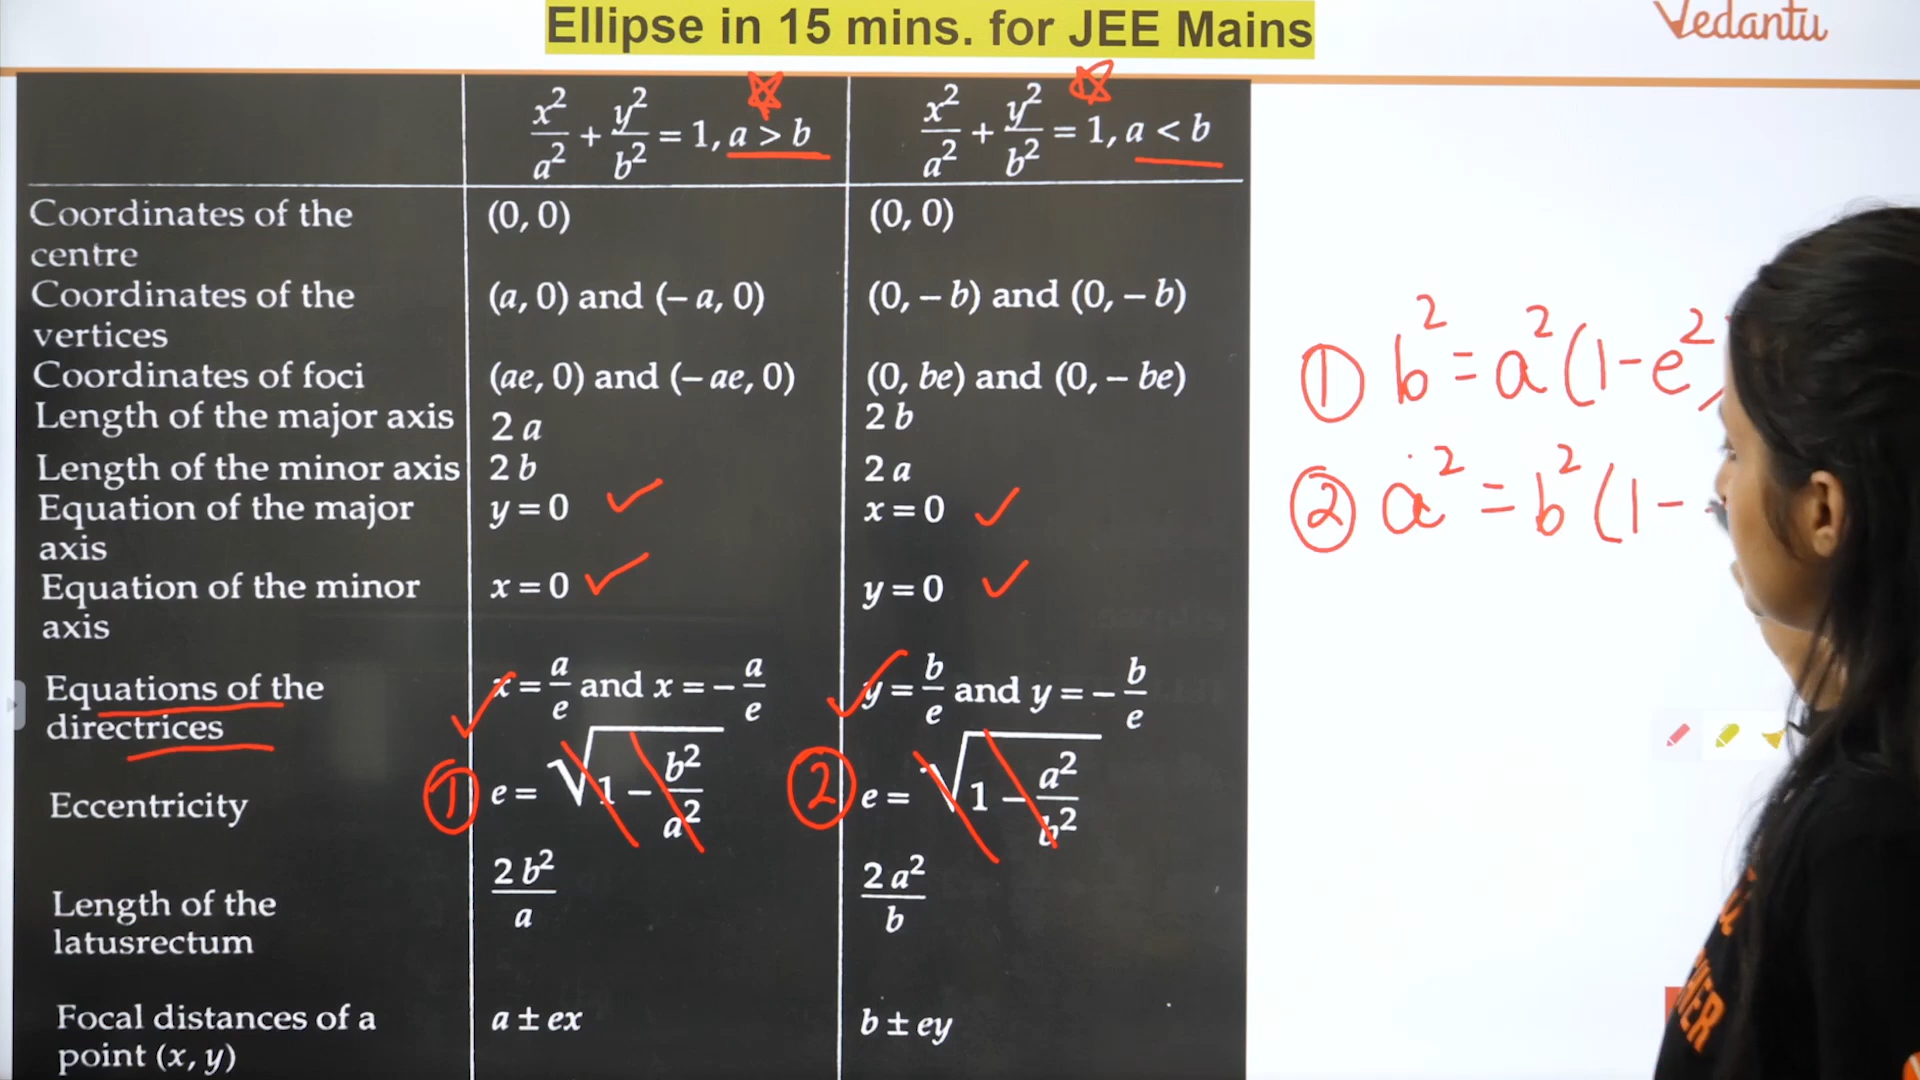 Ellipse in 15 mins. for JEE Mains
Vedantu
x²/a² + y²/b² = 1, a > b
x²/a² + y²/b² = 1, a < b
Coordinates of the centre
(0, 0)
(0, 0)
Coordinates of the vertices
(a, 0) and (– a, 0)
(0, – b) and (0, – b)
Coordinates of foci
(ae, 0) and (– ae, 0)
(0, be) and (0, – be)
Length of the major axis
2 a
2 b
Length of the minor axis
2 b
2 a
Equation of the major axis
y = 0
x = 0
Equation of the minor axis
x = 0
y = 0
Equations of the directrices
x = a/e and x = – a/e
y = b/e and y = – b/e
Eccentricity
① e = √(1 – b²/a²)
② e = √(1 – a²/b²)
Length of the latusrectum
2 b²/a
2 a²/b
Focal distances of a point (x, y)
a ± ex
b ± ey
① b² = a² (1 - e²)
② a² = b² (1 -